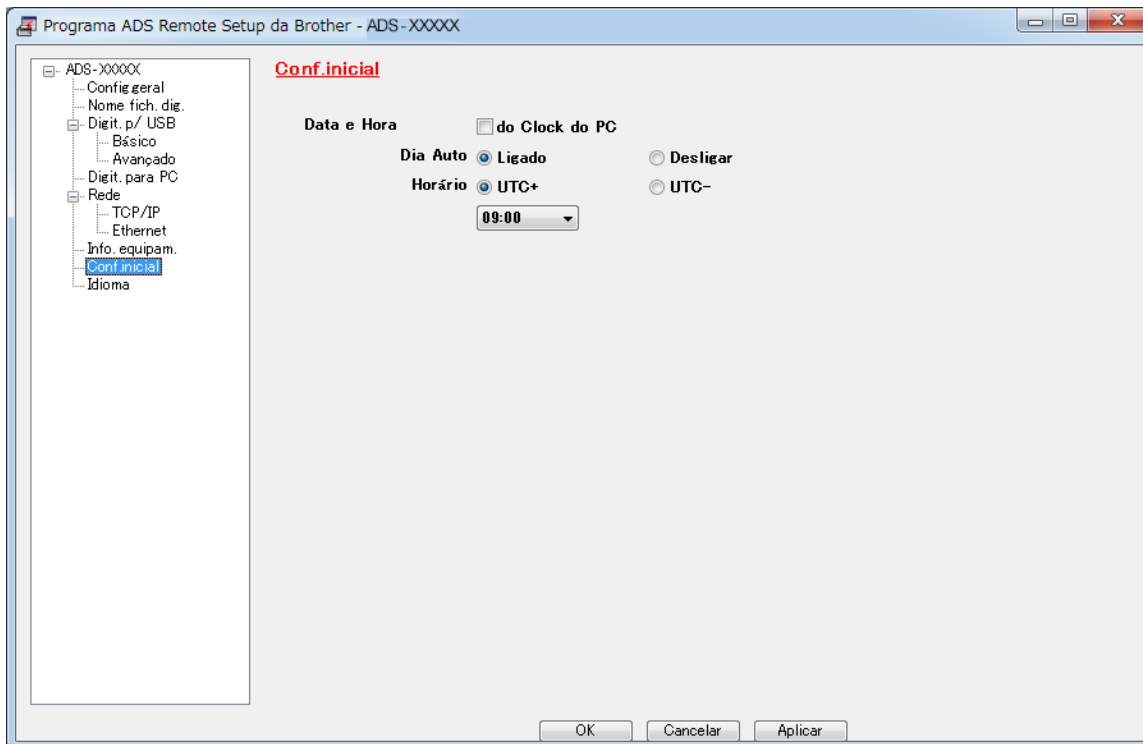 Programa ADS Remote Setup da Brother - ADS-XXXXX
ADS-XXXXX
Config geral
Nome fich. dig.
Digit. p/ USB
Básico
Avançado
Digit. para PC
Rede
TCP/IP
Ethernet
Info. equipam.
Conf.inicial
Idioma
Conf.inicial
Data e Hora do Clock do PC
Dia Auto Ligado Desligar
Horário UTC+ UTC-
09:00
OK Cancelar Aplicar